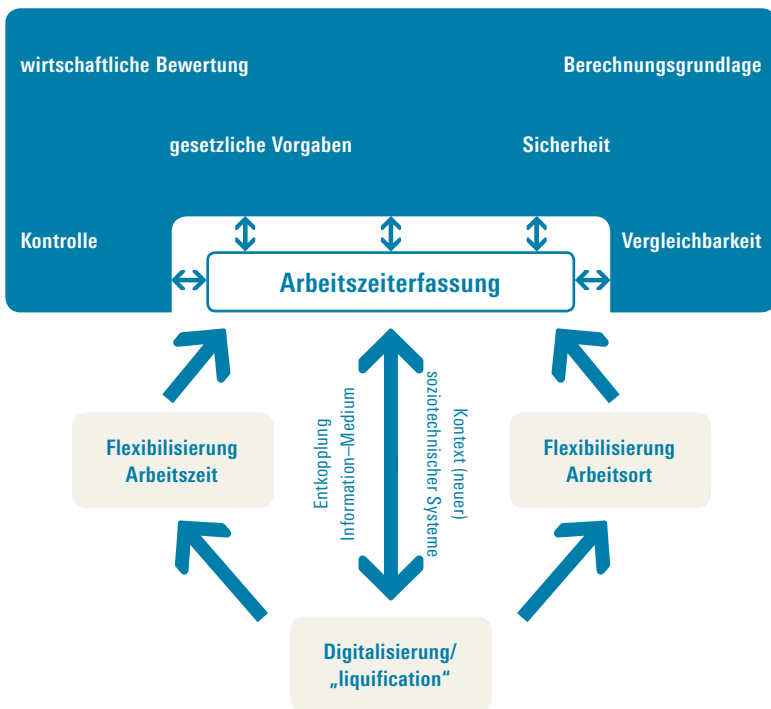 wirtschaftliche Bewertung
Berechnungsgrundlage
gesetzliche Vorgaben
Sicherheit
Kontrolle
Vergleichbarkeit
Arbeitszeiterfassung
Flexibilisierung
Arbeitszeit
Entkopplung
Information–Medium
Kontext (neuer)
soziotechnischer Systeme
Flexibilisierung
Arbeitsort
Digitalisierung/
„liquification“